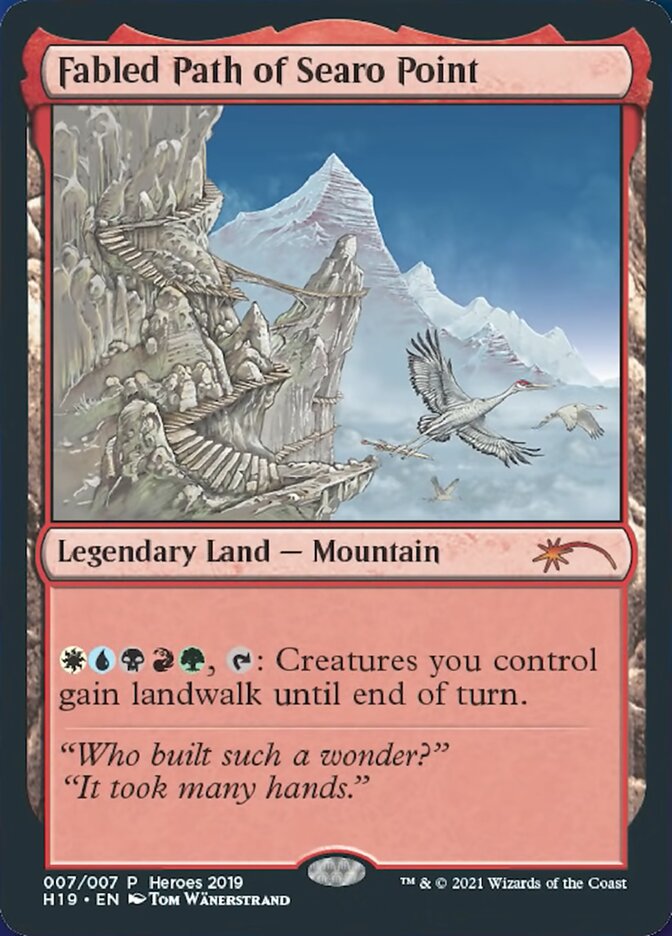 Fabled Path of Searo Point
Legendary Land — Mountain
, : Creatures you control
gain landwalk until end of turn.
“Who built such a wonder?”
“It took many hands.”
007/007 P Heroes 2019
H19 • EN Tom Wänerstrand
™ & © 2021 Wizards of the Coast